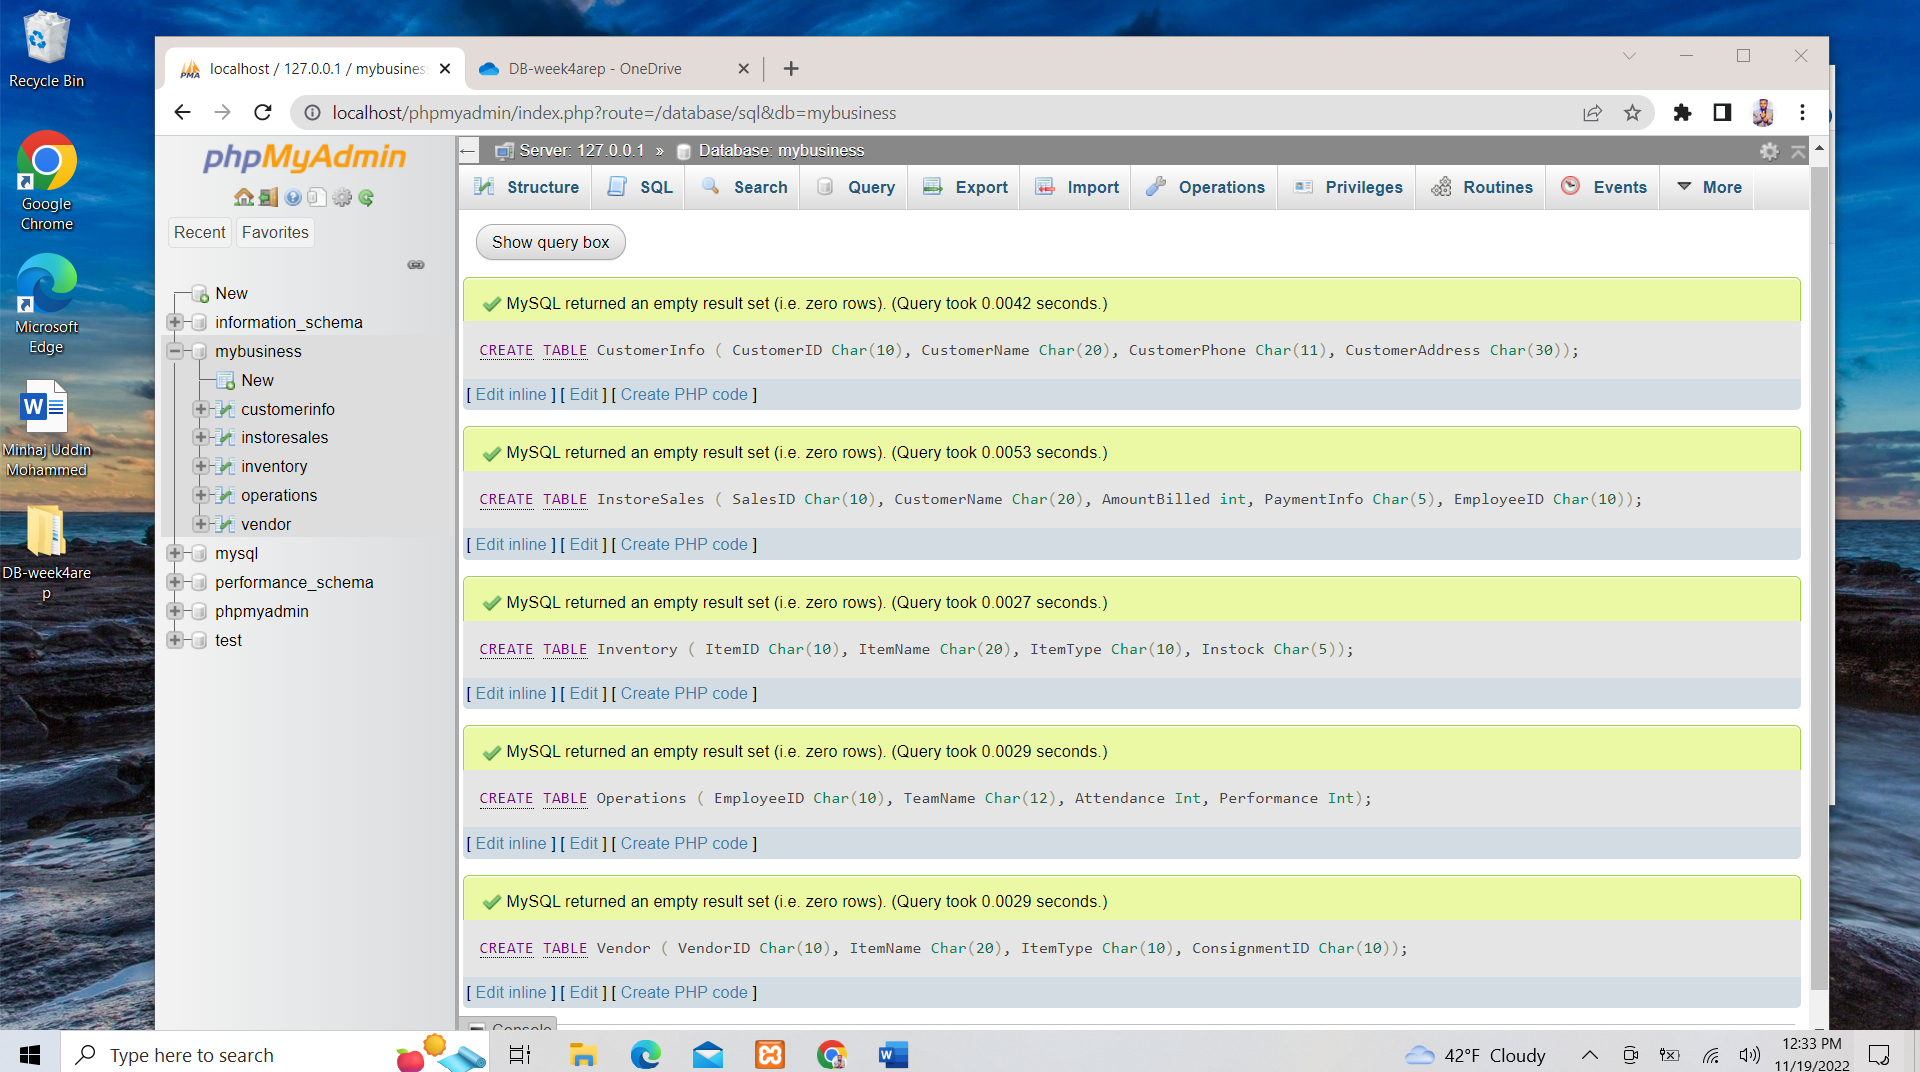 Recycle Bin
Google
Chrome
Microsoft
Edge
Minhaj Uddin
Mohammed
DB-week4are
p
localhost / 127.0.0.1 / mybusines
DB-week4arep - OneDrive
localhost/phpmyadmin/index.php?route=/database/sql&db=mybusiness
phpMyAdmin
Recent
Favorites
New
information_schema
mybusiness
New
customerinfo
instoresales
inventory
operations
vendor
mysql
performance_schema
phpmyadmin
test
Server: 127.0.0.1 » Database: mybusiness
Structure SQL Search Query Export Import Operations Privileges Routines Events More
Show query box
MySQL returned an empty result set (i.e. zero rows). (Query took 0.0042 seconds.)
CREATE TABLE CustomerInfo ( CustomerID Char(10), CustomerName Char(20), CustomerPhone Char(11), CustomerAddress Char(30));
[ Edit inline ] [ Edit ] [ Create PHP code ]
MySQL returned an empty result set (i.e. zero rows). (Query took 0.0053 seconds.)
CREATE TABLE InstoreSales ( SalesID Char(10), CustomerName Char(20), AmountBilled int, PaymentInfo Char(5), EmployeeID Char(10));
[ Edit inline ] [ Edit ] [ Create PHP code ]
MySQL returned an empty result set (i.e. zero rows). (Query took 0.0027 seconds.)
CREATE TABLE Inventory ( ItemID Char(10), ItemName Char(20), ItemType Char(10), Instock Char(5));
[ Edit inline ] [ Edit ] [ Create PHP code ]
MySQL returned an empty result set (i.e. zero rows). (Query took 0.0029 seconds.)
CREATE TABLE Operations ( EmployeeID Char(10), TeamName Char(12), Attendance Int, Performance Int);
[ Edit inline ] [ Edit ] [ Create PHP code ]
MySQL returned an empty result set (i.e. zero rows). (Query took 0.0029 seconds.)
CREATE TABLE Vendor ( VendorID Char(10), ItemName Char(20), ItemType Char(10), ConsignmentID Char(10));
[ Edit inline ] [ Edit ] [ Create PHP code ]
Console
Type here to search
42°F Cloudy
12:33 PM
11/19/2022